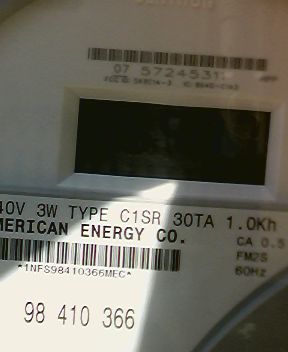 07 57245317
40V 3W TYPE C1SR 30TA 1.0Kh
MERICAN ENERGY CO.
CA 0.5
*1NFS98410366MEC*
FM2S
60Hz
98 410 366